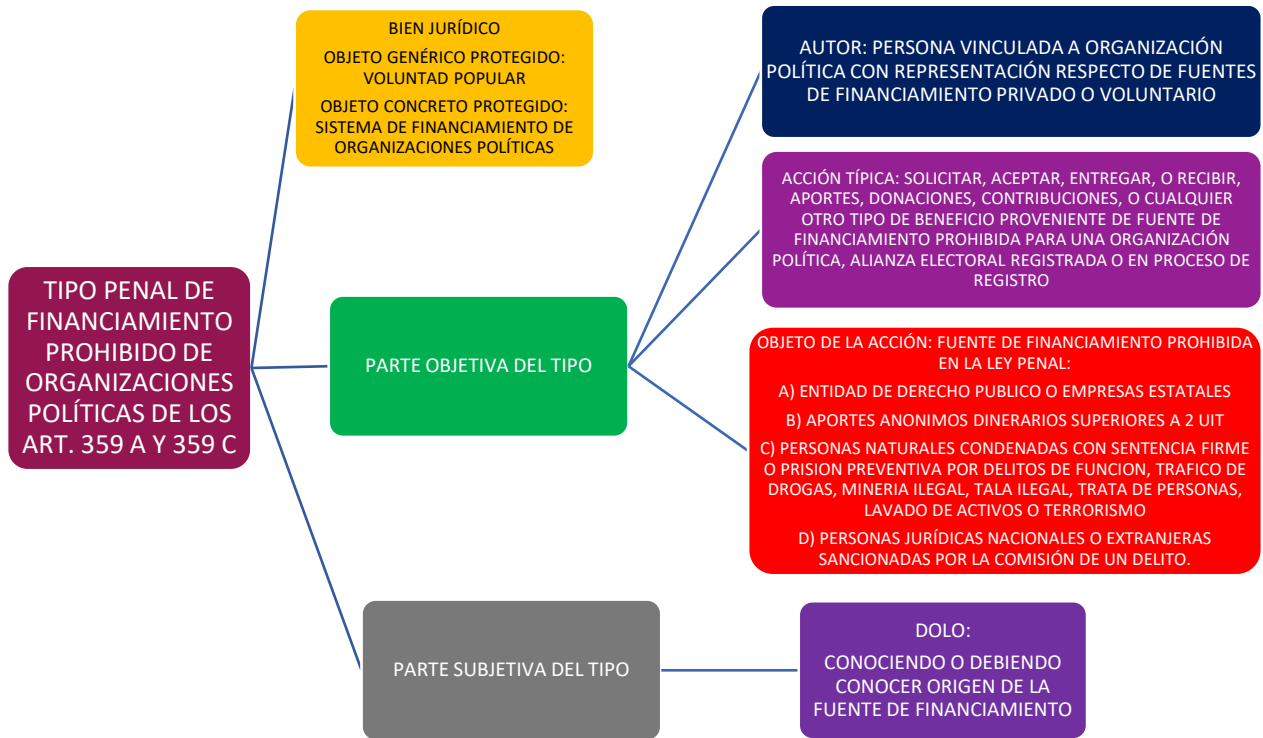 TIPO PENAL DE
FINANCIAMIENTO
PROHIBIDO DE
ORGANIZACIONES
POLÍTICAS DE LOS
ART. 359 A Y 359 C
BIEN JURÍDICO
OBJETO GENÉRICO PROTEGIDO:
VOLUNTAD POPULAR
OBJETO CONCRETO PROTEGIDO:
SISTEMA DE FINANCIAMIENTO DE
ORGANIZACIONES POLÍTICAS
PARTE OBJETIVA DEL TIPO
AUTOR: PERSONA VINCULADA A ORGANIZACIÓN
POLÍTICA CON REPRESENTACIÓN RESPECTO DE FUENTES
DE FINANCIAMIENTO PRIVADO O VOLUNTARIO
ACCIÓN TÍPICA: SOLICITAR, ACEPTAR, ENTREGAR, O RECIBIR,
APORTES, DONACIONES, CONTRIBUCIONES, O CUALQUIER
OTRO TIPO DE BENEFICIO PROVENIENTE DE FUENTE DE
FINANCIAMIENTO PROHIBIDA PARA UNA ORGANIZACIÓN
POLÍTICA, ALIANZA ELECTORAL REGISTRADA O EN PROCESO DE
REGISTRO
OBJETO DE LA ACCIÓN: FUENTE DE FINANCIAMIENTO PROHIBIDA
EN LA LEY PENAL:
A) ENTIDAD DE DERECHO PUBLICO O EMPRESAS ESTATALES
B) APORTES ANONIMOS DINERARIOS SUPERIORES A 2 UIT
C) PERSONAS NATURALES CONDENADAS CON SENTENCIA FIRME
O PRISION PREVENTIVA POR DELITOS DE FUNCION, TRAFICO DE
DROGAS, MINERIA ILEGAL, TALA ILEGAL, TRATA DE PERSONAS,
LAVADO DE ACTIVOS O TERRORISMO
D) PERSONAS JURÍDICAS NACIONALES O EXTRANJERAS
SANCIONADAS POR LA COMISIÓN DE UN DELITO.
PARTE SUBJETIVA DEL TIPO
DOLO:
CONOCIENDO O DEBIENDO
CONOCER ORIGEN DE LA
FUENTE DE FINANCIAMIENTO